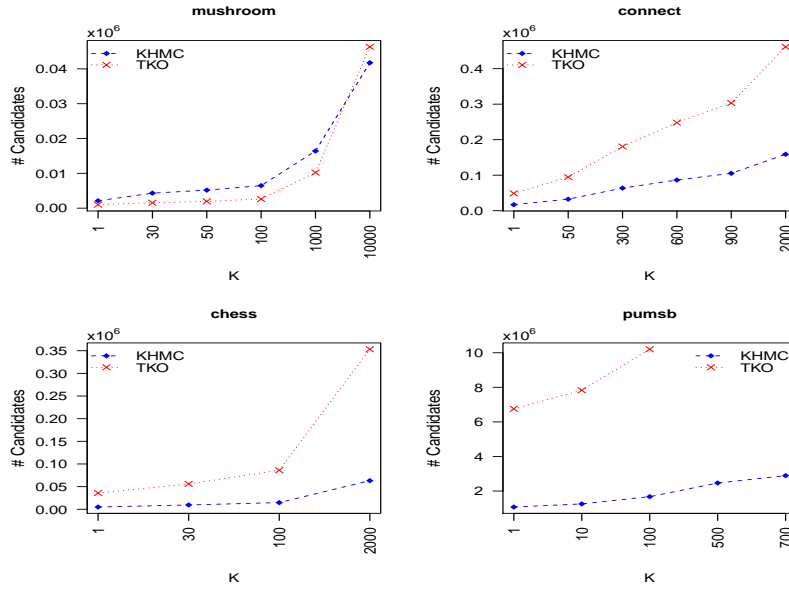 mushroom
x10^6
KHMC
TKO
# Candidates
0.04
0.03
0.02
0.01
0.00
1
30
50
100
1000
10000
K
connect
x10^6
KHMC
TKO
# Candidates
0.4
0.3
0.2
0.1
0.0
1
50
300
600
900
2000
K
chess
x10^6
KHMC
TKO
# Candidates
0.35
0.30
0.25
0.20
0.15
0.10
0.05
0.00
1
30
100
2000
K
pumsb
x10^6
KHMC
TKO
# Candidates
10
8
6
4
2
1
10
100
500
700
K